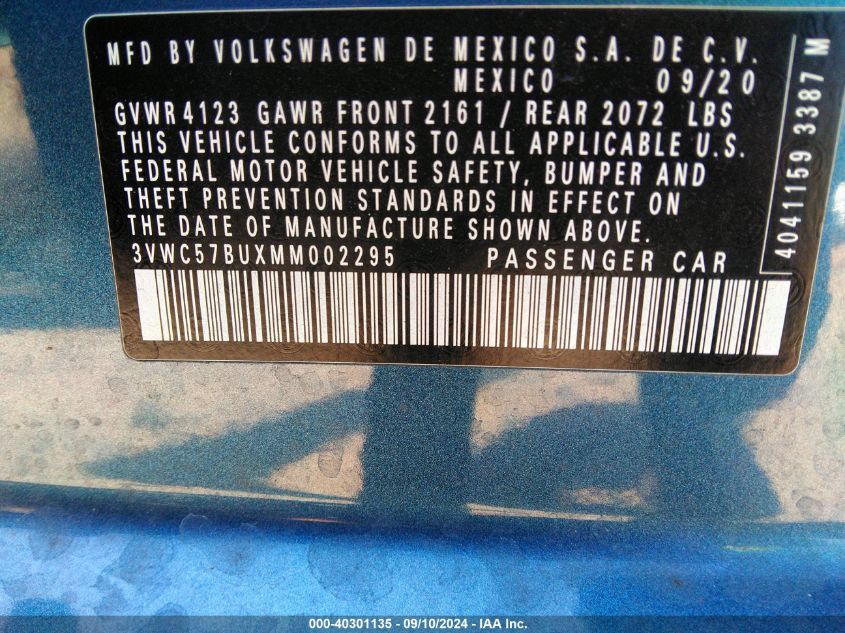 MFD BY VOLKSWAGEN DE MEXICO S.A. DE C.V.
MEXICO 09/20
GVWR 4123 GAWR FRONT 2161 / REAR 2072 LBS
THIS VEHICLE CONFORMS TO ALL APPLICABLE U.S.
FEDERAL MOTOR VEHICLE SAFETY, BUMPER AND
THEFT PREVENTION STANDARDS IN EFFECT ON
THE DATE OF MANUFACTURE SHOWN ABOVE.
3VWC57BUXMM002295 PASSENGER CAR
4041159 3387 M
000-40301135 - 09/10/2024 - IAA Inc.